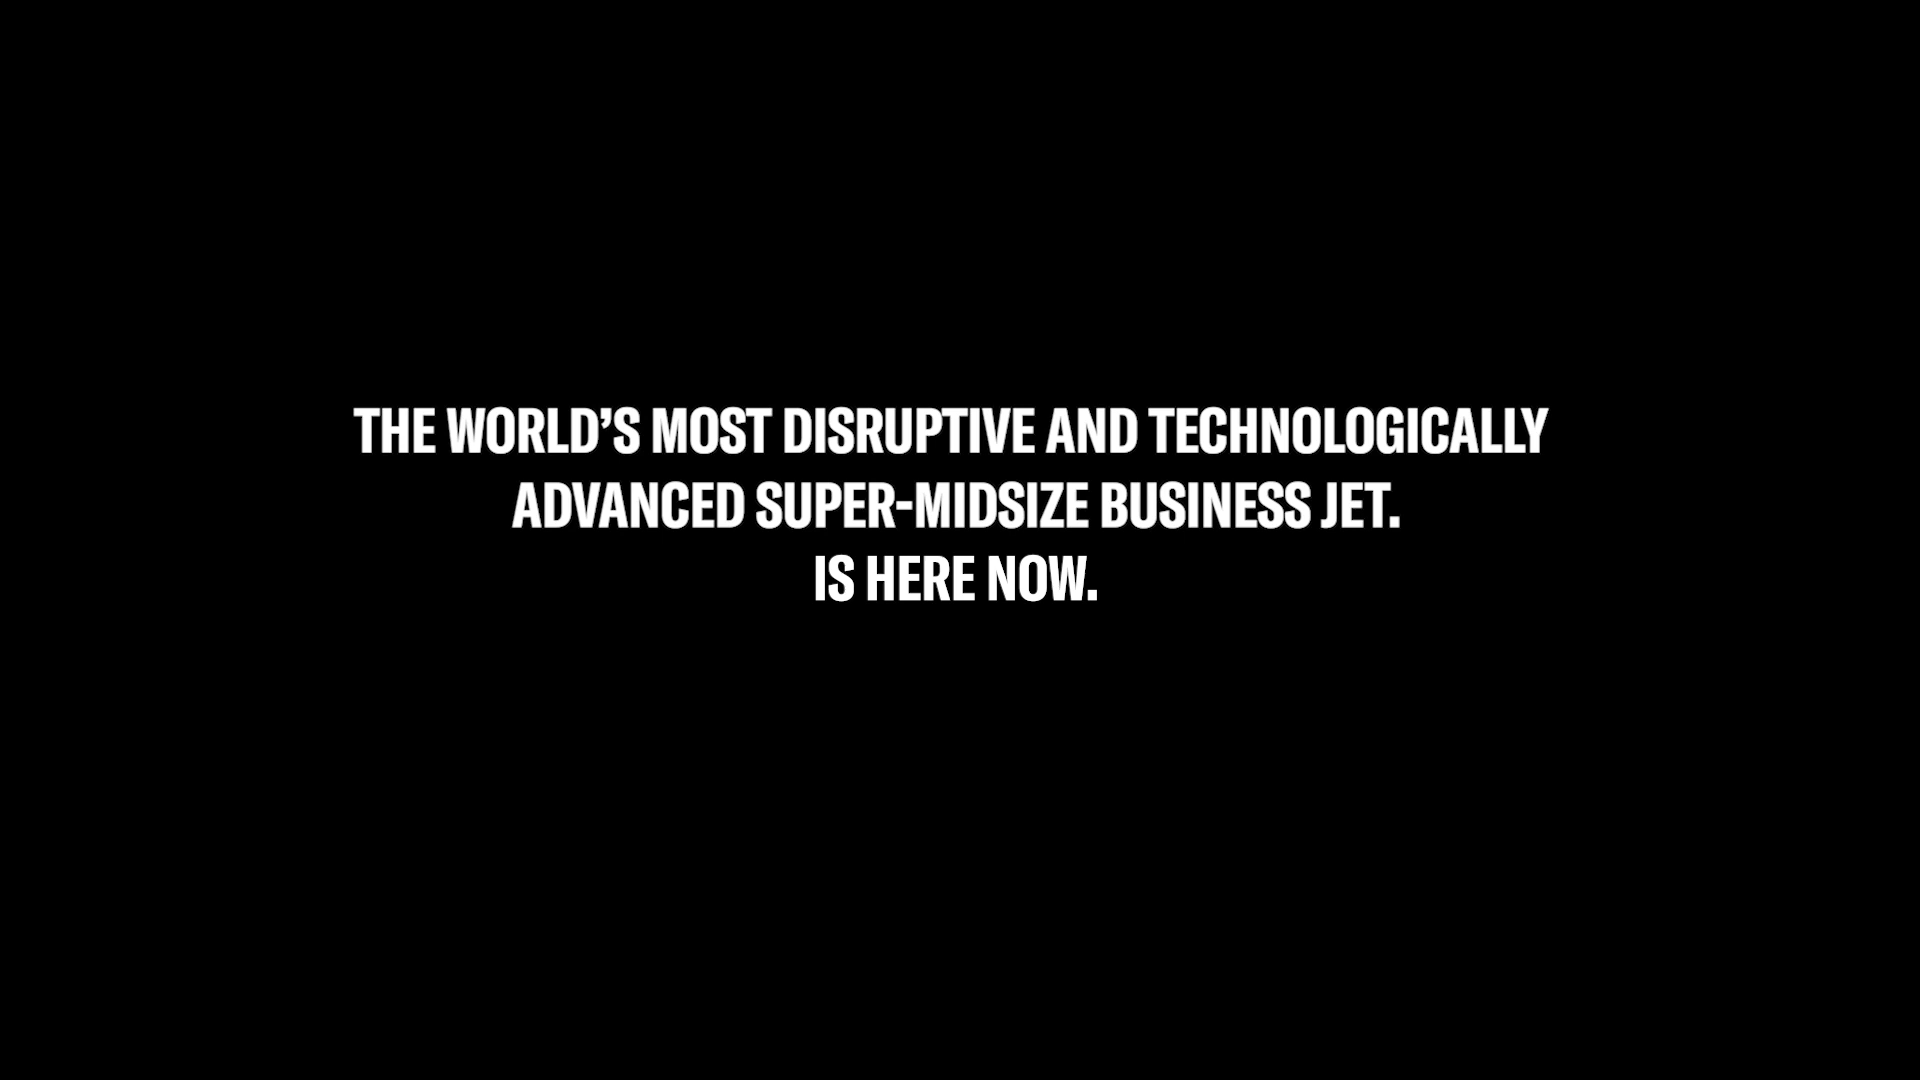 THE WORLD’S MOST DISRUPTIVE AND TECHNOLOGICALLY
ADVANCED SUPER-MIDSIZE BUSINESS JET.
IS HERE NOW.